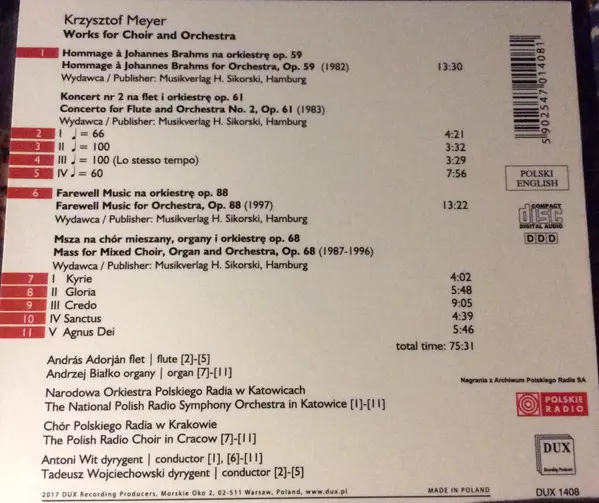 Krzysztof Meyer
Works for Choir and Orchestra
1 Hommage à Johannes Brahms na orkiestrę op. 59
Hommage à Johannes Brahms for Orchestra, Op. 59 (1982) 13:30
Wydawca / Publisher: Musikverlag H. Sikorski, Hamburg
Koncert nr 2 na flet i orkiestrę op. 61
Concerto for Flute and Orchestra No. 2, Op. 61 (1983)
Wydawca / Publisher: Musikverlag H. Sikorski, Hamburg
2 I ♩ = 66 4:21
3 II ♩ = 100 3:32
4 III ♩ = 100 (Lo stesso tempo) 3:29
5 IV ♩ = 60 7:56
6 Farewell Music na orkiestrę op. 88
Farewell Music for Orchestra, Op. 88 (1997) 13:22
Wydawca / Publisher: Musikverlag H. Sikorski, Hamburg
Msza na chór mieszany, organy i orkiestrę op. 68
Mass for Mixed Choir, Organ and Orchestra, Op. 68 (1987-1996)
Wydawca / Publisher: Musikverlag H. Sikorski, Hamburg
7 I Kyrie 4:02
8 II Gloria 5:48
9 III Credo 9:05
10 IV Sanctus 4:39
11 V Agnus Dei 5:46
total time: 75:31
András Adorján flet | flute [2]-[5]
Andrzej Białko organy | organ [7]-[11]
Narodowa Orkiestra Polskiego Radia w Katowicach
The National Polish Radio Symphony Orchestra in Katowice [1]-[11]
Chór Polskiego Radia w Krakowie
The Polish Radio Choir in Cracow [7]-[11]
Antoni Wit dyrygent | conductor [1], [6]-[11]
Tadeusz Wojciechowski dyrygent | conductor [2]-[5]
2017 DUX Recording Producers, Morskie Oko 2, 02-511 Warsaw, Poland, www.dux.pl
MADE IN POLAND
5 902547 014081
POLSKI
ENGLISH
COMPACT
disc
DIGITAL AUDIO
DDD
Nagrania z Archiwum Polskiego Radia SA
POLSKIE
RADIO
DUX
Recording Producers
DUX 1408